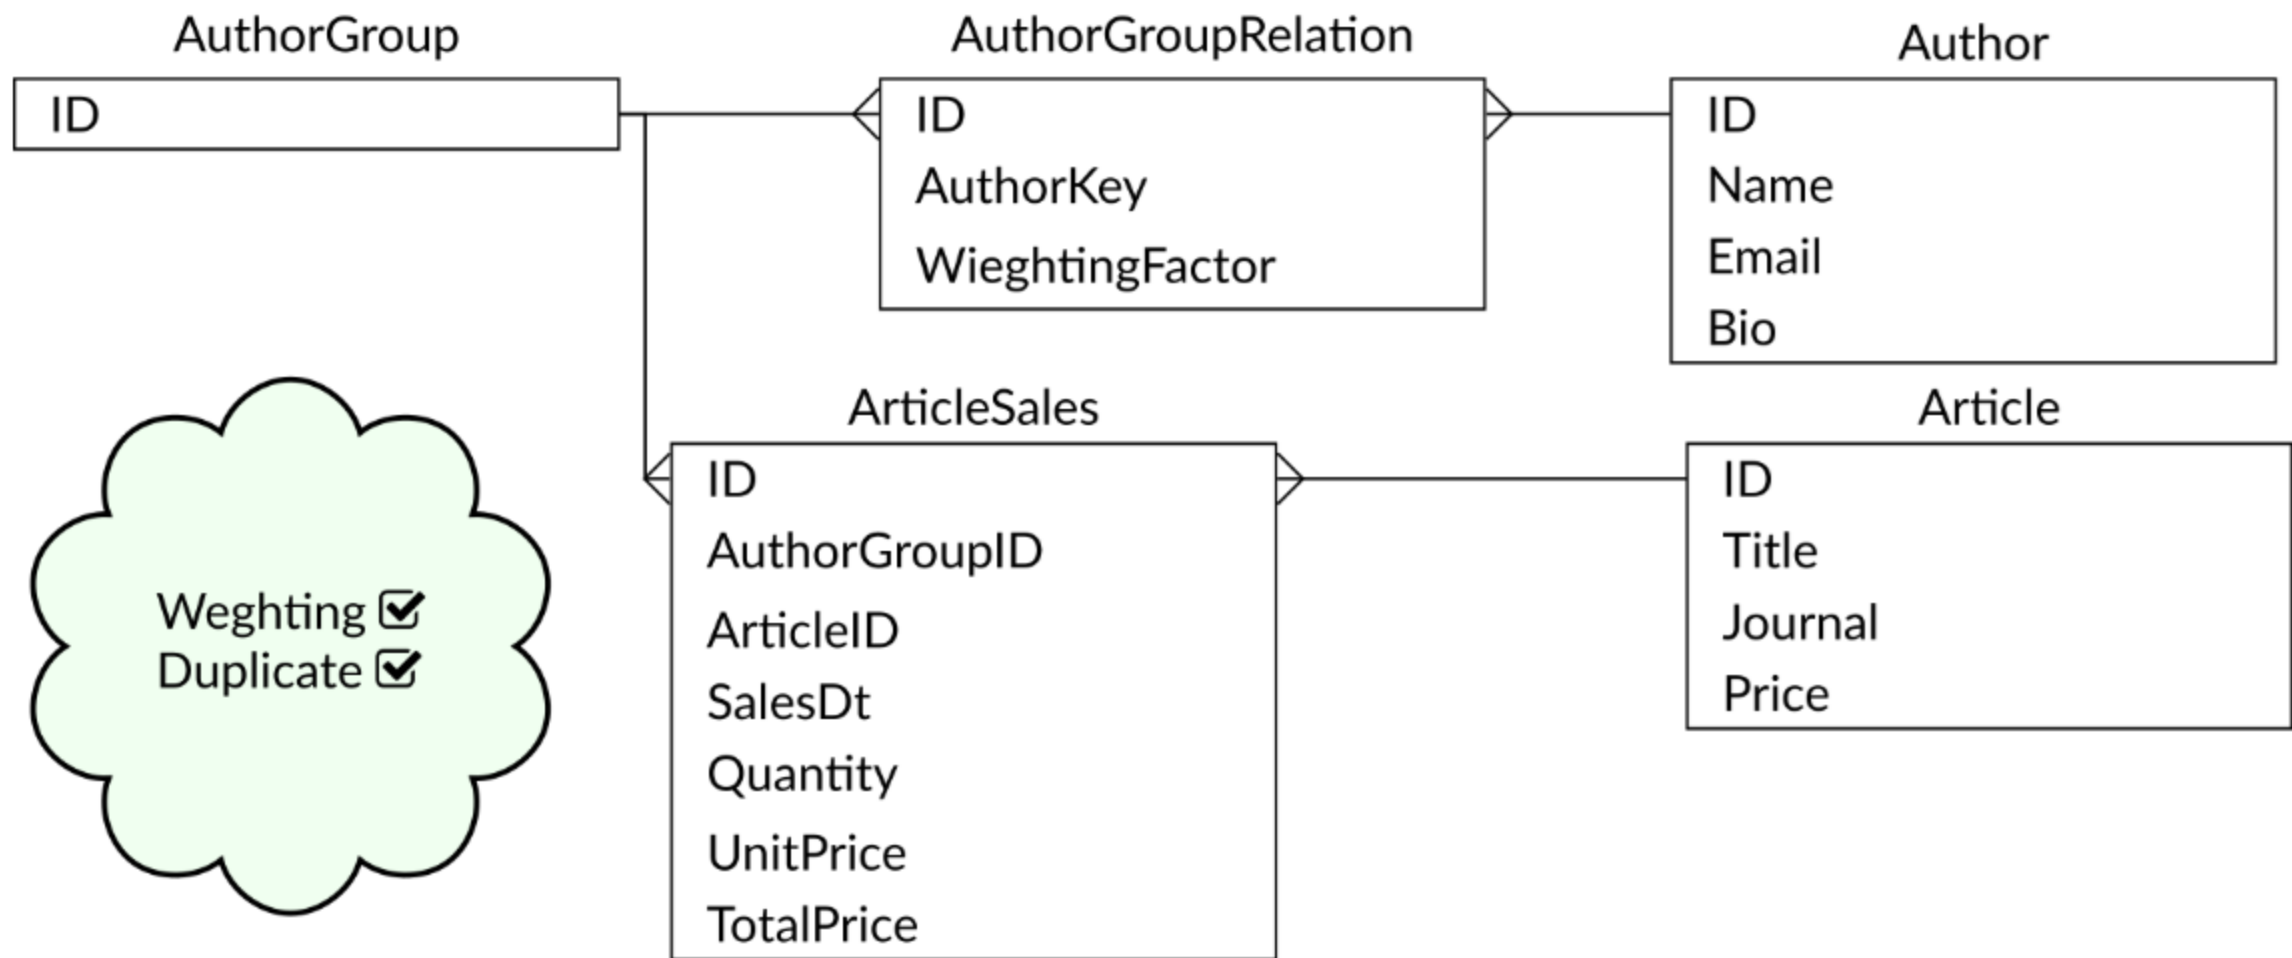 AuthorGroup
ID
AuthorGroupRelation
ID
AuthorKey
WieghtingFactor
Author
ID
Name
Email
Bio
Weghting
Duplicate
ArticleSales
ID
AuthorGroupID
ArticleID
SalesDt
Quantity
UnitPrice
TotalPrice
Article
ID
Title
Journal
Price